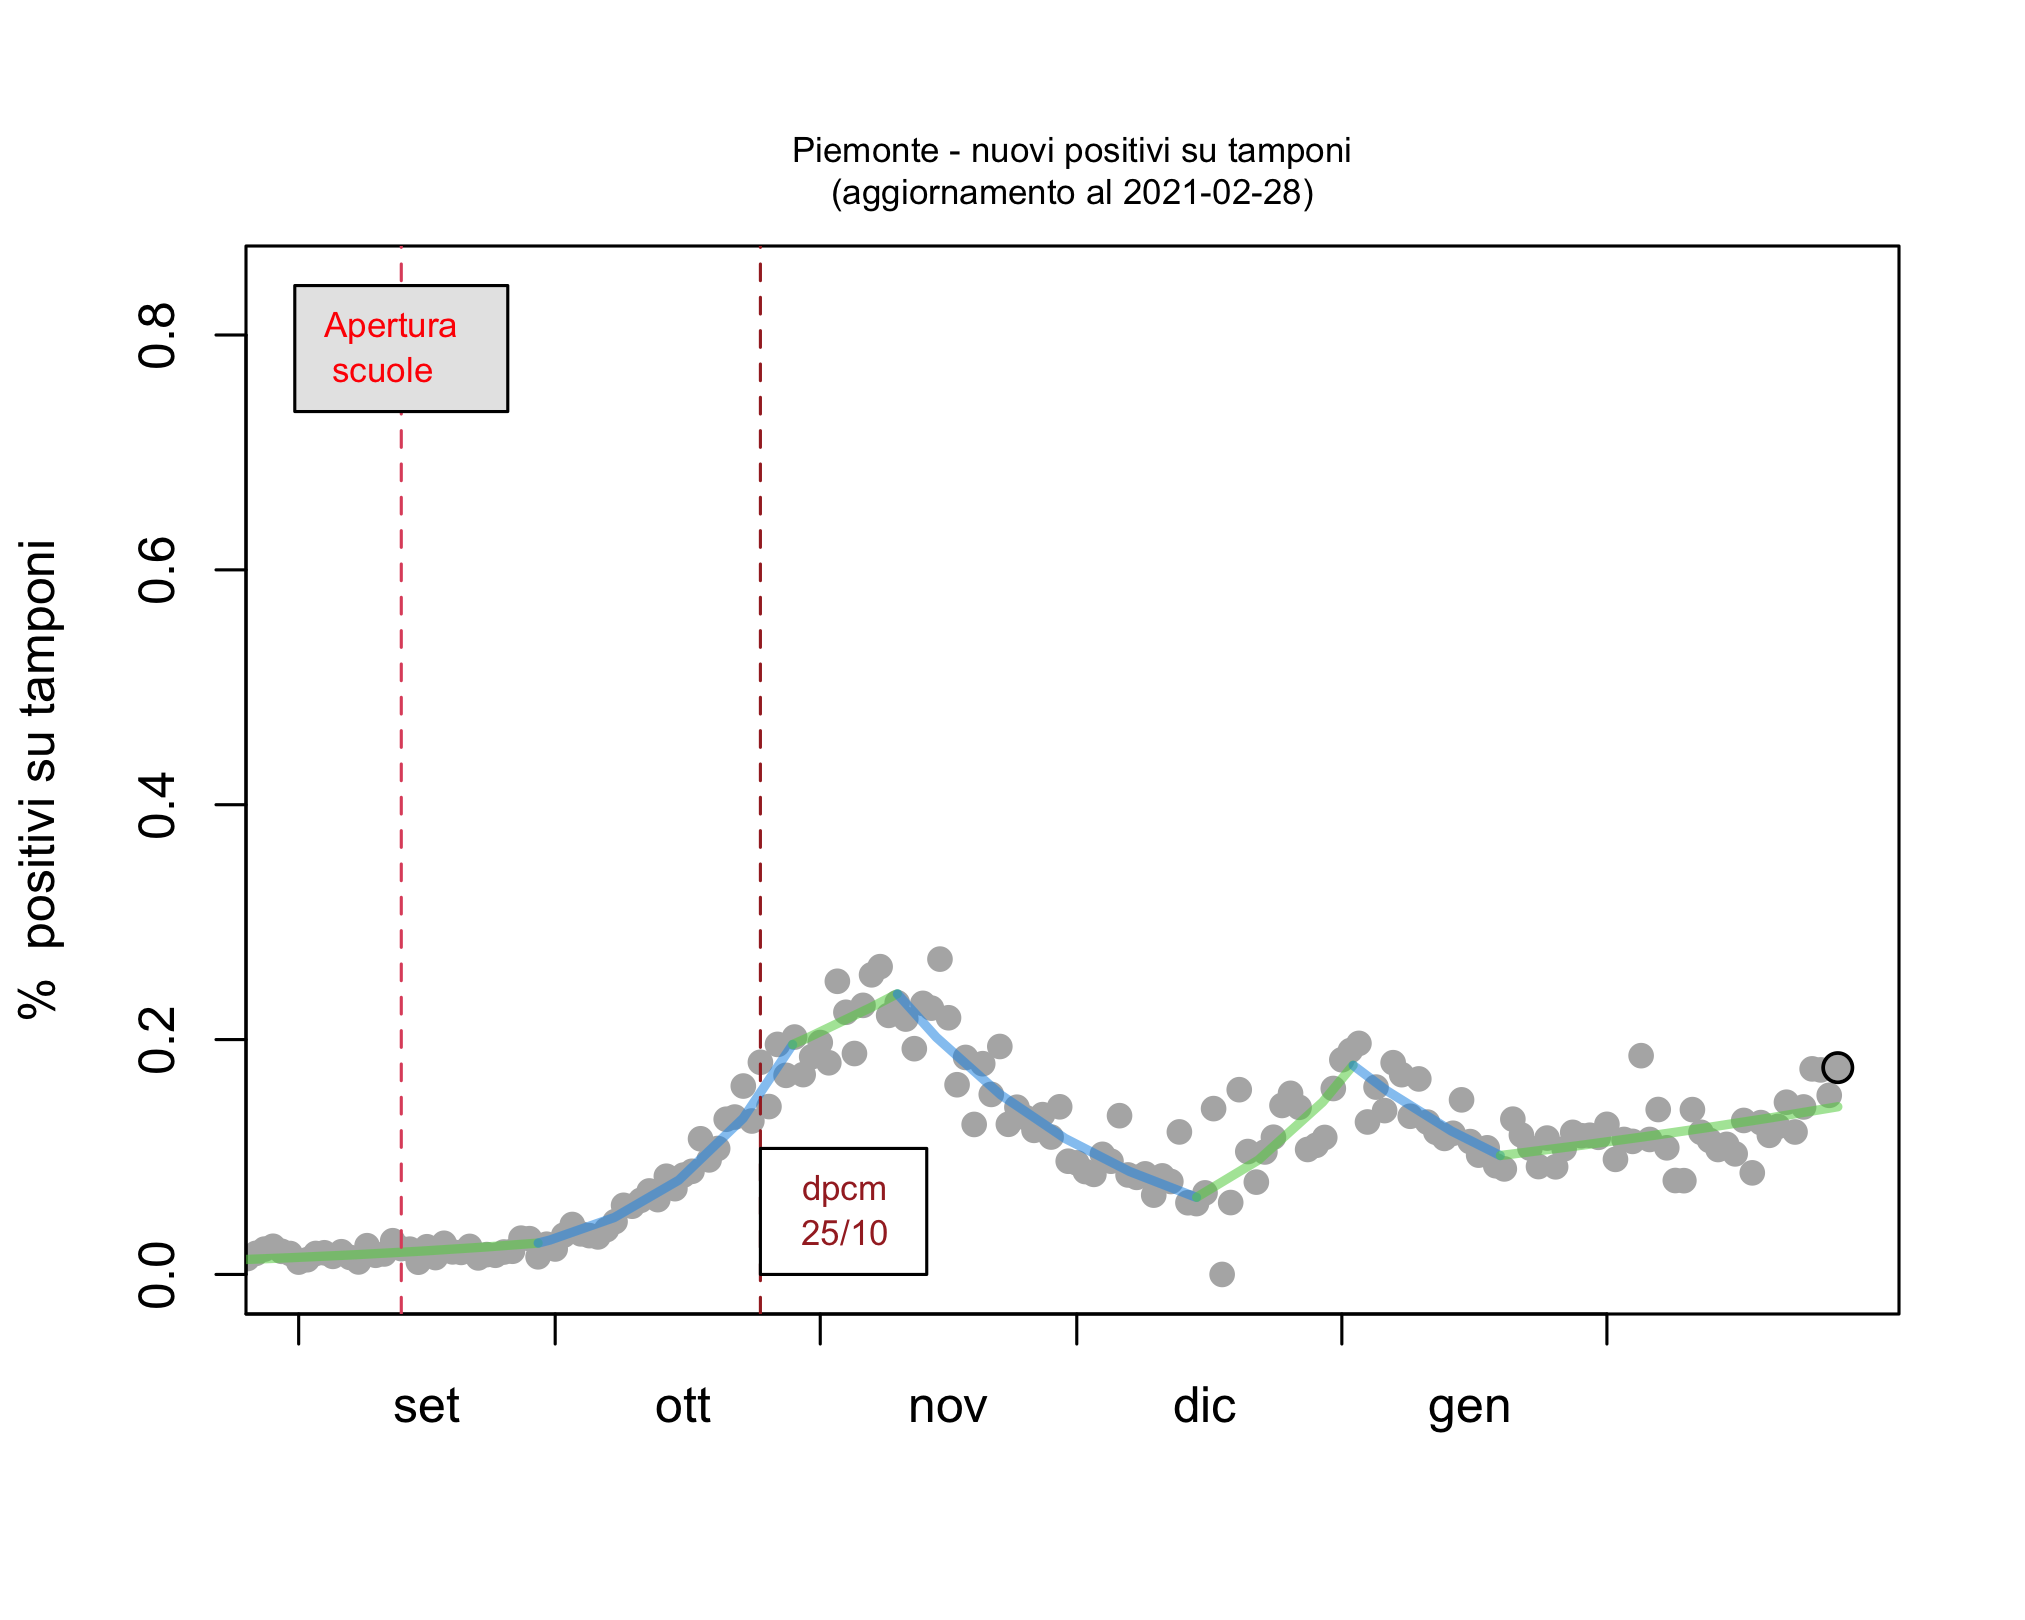 Piemonte - nuovi positivi su tamponi
(aggiornamento al 2021-02-28)
% positivi su tamponi
0.8
0.6
0.4
0.2
0.0
Apertura
scuole
dpcm
25/10
set ott nov dic gen